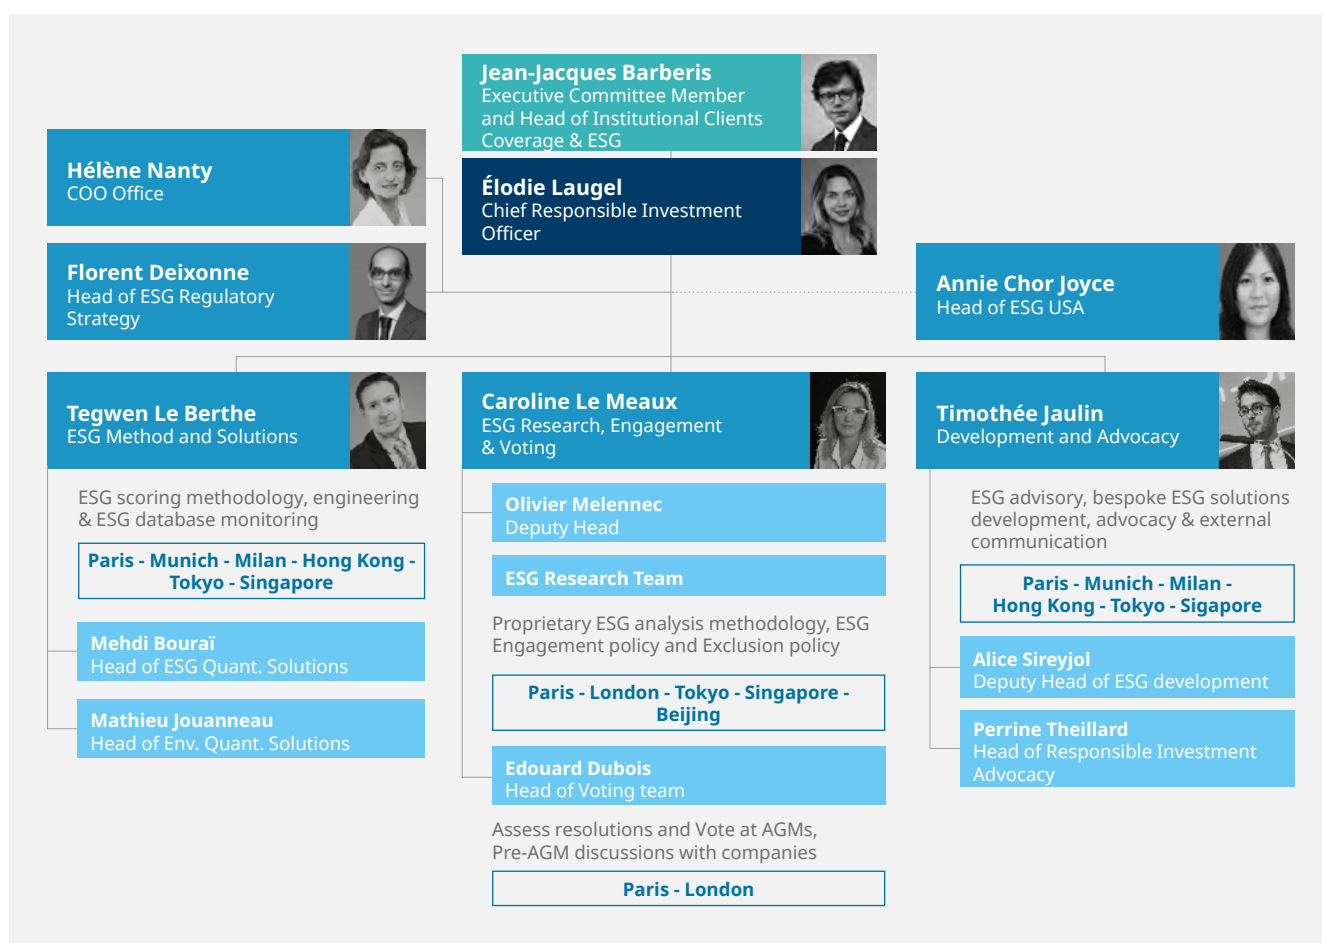 Jean-Jacques Barberis
Executive Committee Member
and Head of Institutional Clients
Coverage & ESG
Hélène Nanty
COO Office
Élodie Laugel
Chief Responsible Investment
Officer
Florent Deixonne
Head of ESG Regulatory
Strategy
Annie Chor Joyce
Head of ESG USA
Tegwen Le Berthe
ESG Method and Solutions
ESG scoring methodology, engineering
& ESG database monitoring
Paris - Munich - Milan - Hong Kong -
Tokyo - Singapore
Mehdi Bouraï
Head of ESG Quant. Solutions
Mathieu Jouanneau
Head of Env. Quant. Solutions
Caroline Le Meaux
ESG Research, Engagement
& Voting
Olivier Melennec
Deputy Head
ESG Research Team
Proprietary ESG analysis methodology, ESG
Engagement policy and Exclusion policy
Paris - London - Tokyo - Singapore -
Beijing
Edouard Dubois
Head of Voting team
Assess resolutions and Vote at AGMs,
Pre-AGM discussions with companies
Paris - London
Timothée Jaulin
Development and Advocacy
ESG advisory, bespoke ESG solutions
development, advocacy & external
communication
Paris - Munich - Milan -
Hong Kong - Tokyo - Sigapore
Alice Sireyjol
Deputy Head of ESG development
Perrine Theillard
Head of Responsible Investment
Advocacy